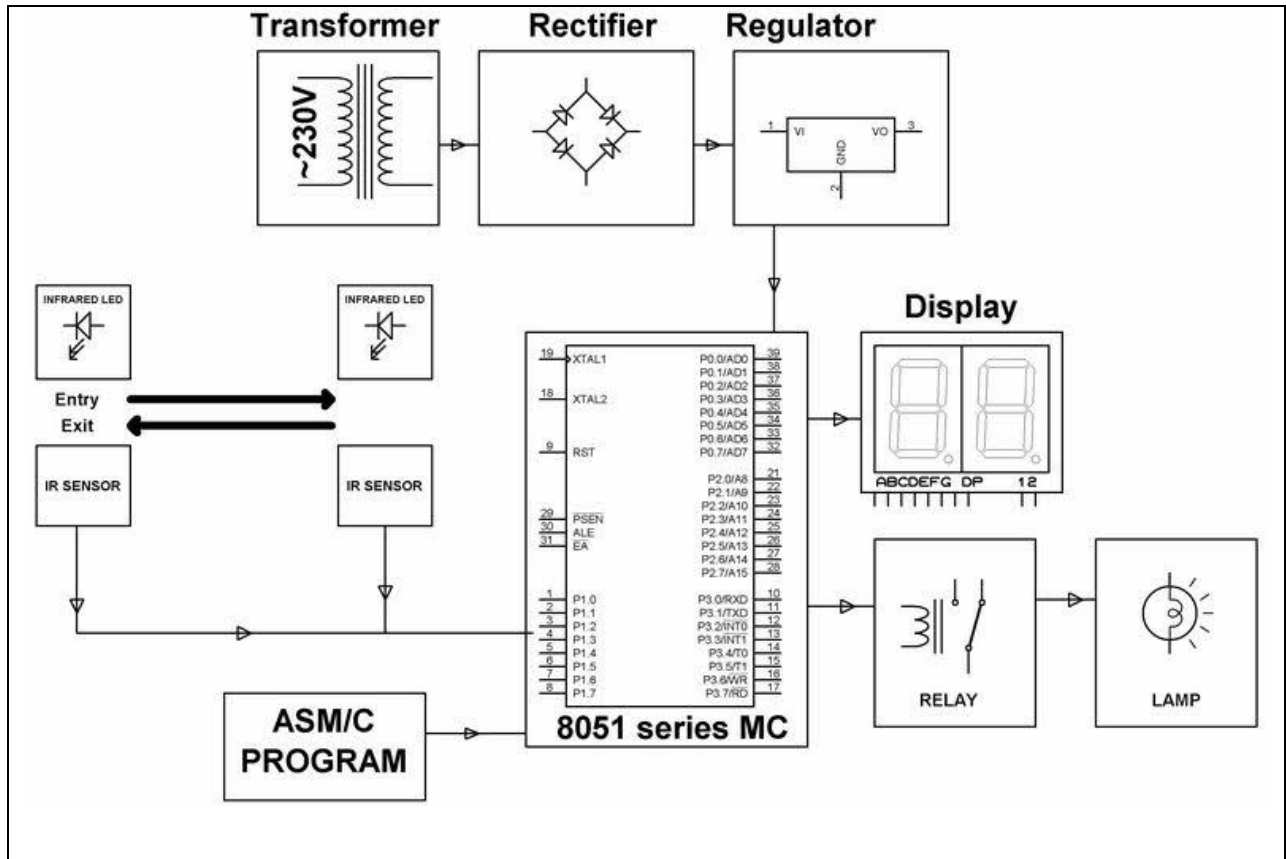 Transformer
Rectifier
Regulator
~230V
1
VI
VO
3
GND
2
INFRARED LED
INFRARED LED
Entry
Exit
IR SENSOR
IR SENSOR
Display
ABCDEFG DP
12
19
XTAL1
18
XTAL2
9
RST
29
PSEN
30
ALE
31
EA
1
P1.0
2
P1.1
3
P1.2
4
P1.3
5
P1.4
6
P1.5
7
P1.6
8
P1.7
P0.0/AD0
39
P0.1/AD1
38
P0.2/AD2
37
P0.3/AD3
36
P0.4/AD4
35
P0.5/AD5
34
P0.6/AD6
33
P0.7/AD7
32
P2.0/A8
21
P2.1/A9
22
P2.2/A10
23
P2.3/A11
24
P2.4/A12
25
P2.5/A13
26
P2.6/A14
27
P2.7/A15
28
P3.0/RXD
10
P3.1/TXD
11
P3.2/INT0
12
P3.3/INT1
13
P3.4/T0
14
P3.5/T1
15
P3.6/WR
16
P3.7/RD
17
8051 series MC
ASM/C
PROGRAM
RELAY
LAMP